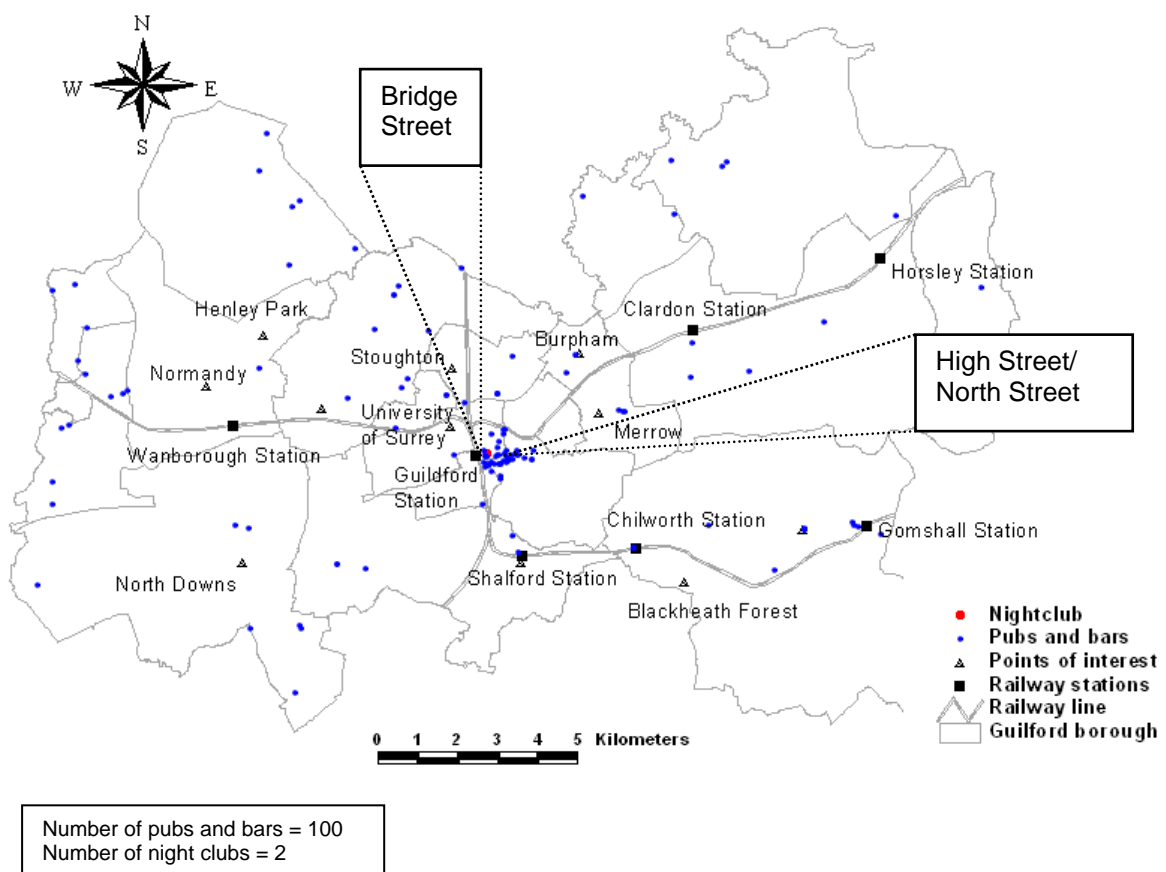 N
W
E
S
Bridge
Street
Horsley Station
Henley Park
Clardon Station
Burpham
Stoughton
High Street/
North Street
Normandy
University
of Surrey
Merrow
Wanborough Station
Guildford
Station
Chilworth Station
Gomshall Station
North Downs
Shalford Station
Blackheath Forest
Nightclub
Pubs and bars
Points of interest
Railway stations
Railway line
Guilford borough
0 1 2 3 4 5 Kilometers
Number of pubs and bars = 100
Number of night clubs = 2